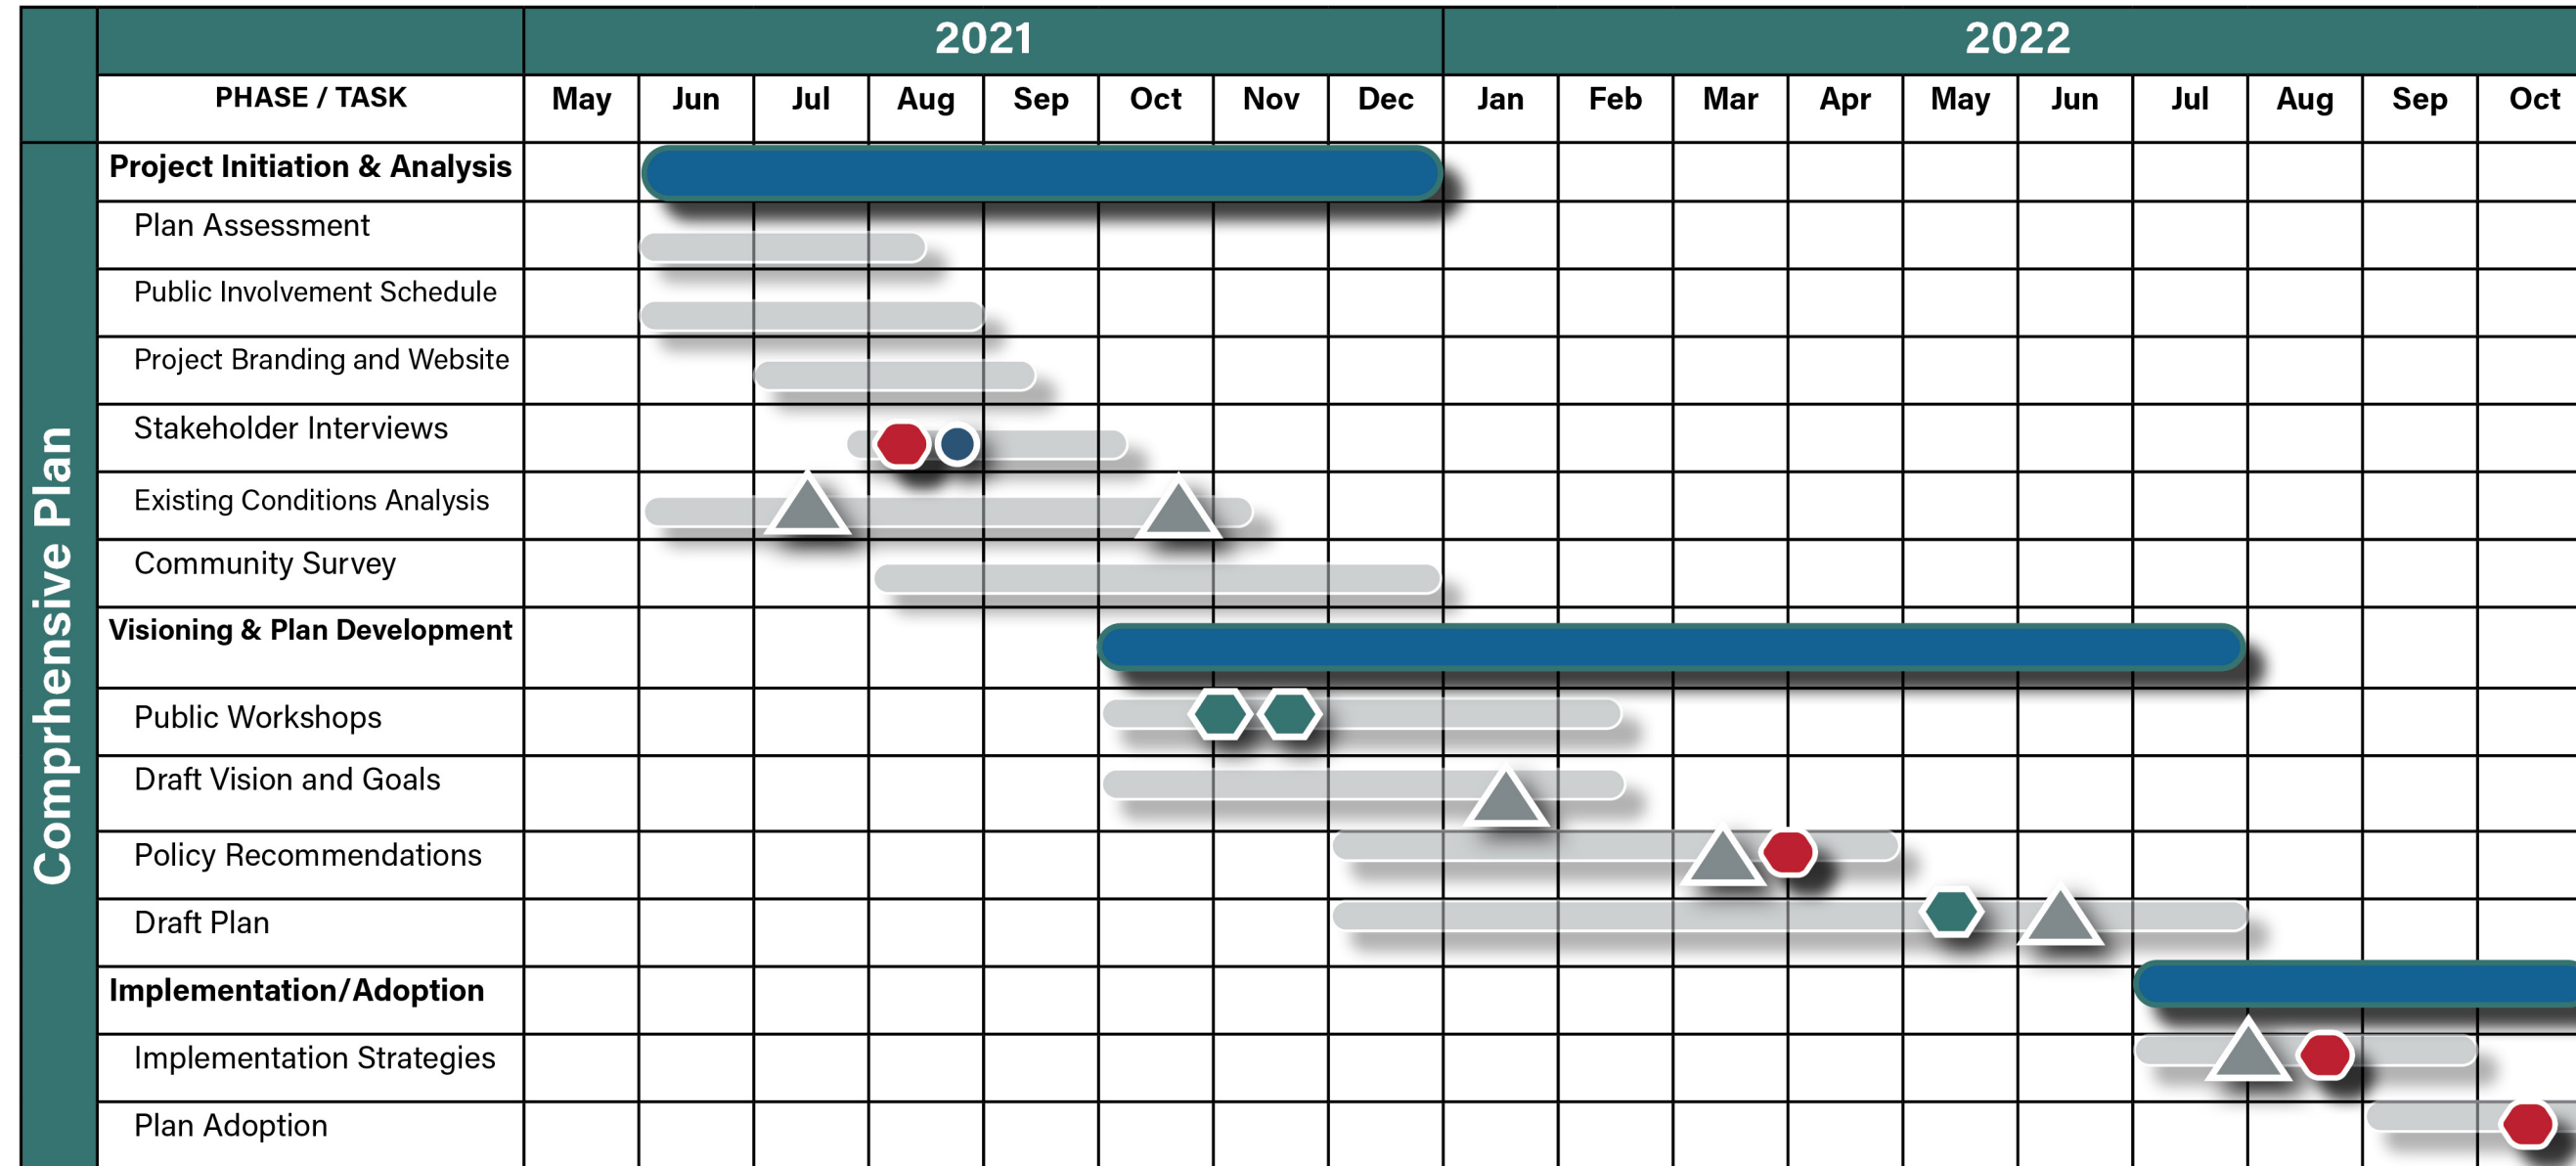 2021 2022
PHASE / TASK May Jun Jul Aug Sep Oct Nov Dec Jan Feb Mar Apr May Jun Jul Aug Sep Oct
Comprhensive Plan
Project Initiation & Analysis
Plan Assessment
Public Involvement Schedule
Project Branding and Website
Stakeholder Interviews
Existing Conditions Analysis
Community Survey
Visioning & Plan Development
Public Workshops
Draft Vision and Goals
Policy Recommendations
Draft Plan
Implementation/Adoption
Implementation Strategies
Plan Adoption